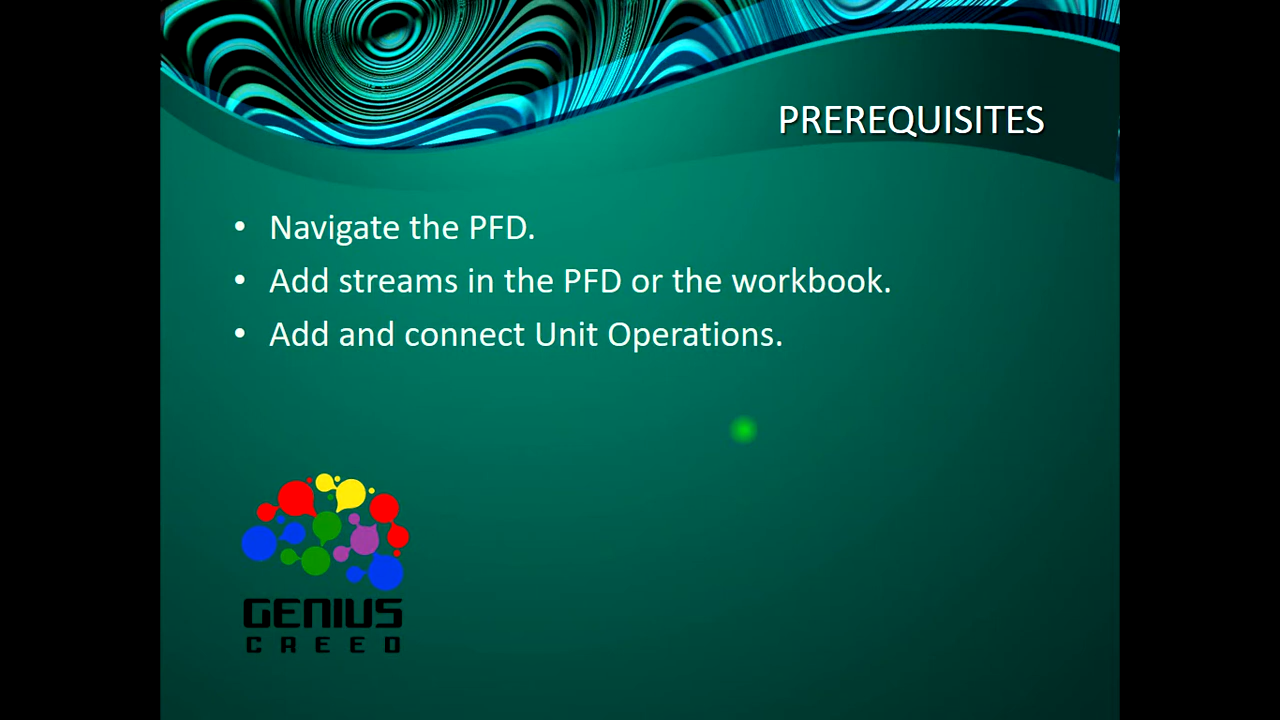 PREREQUISITES
• Navigate the PFD.
• Add streams in the PFD or the workbook.
• Add and connect Unit Operations.
GENIUS
CREED